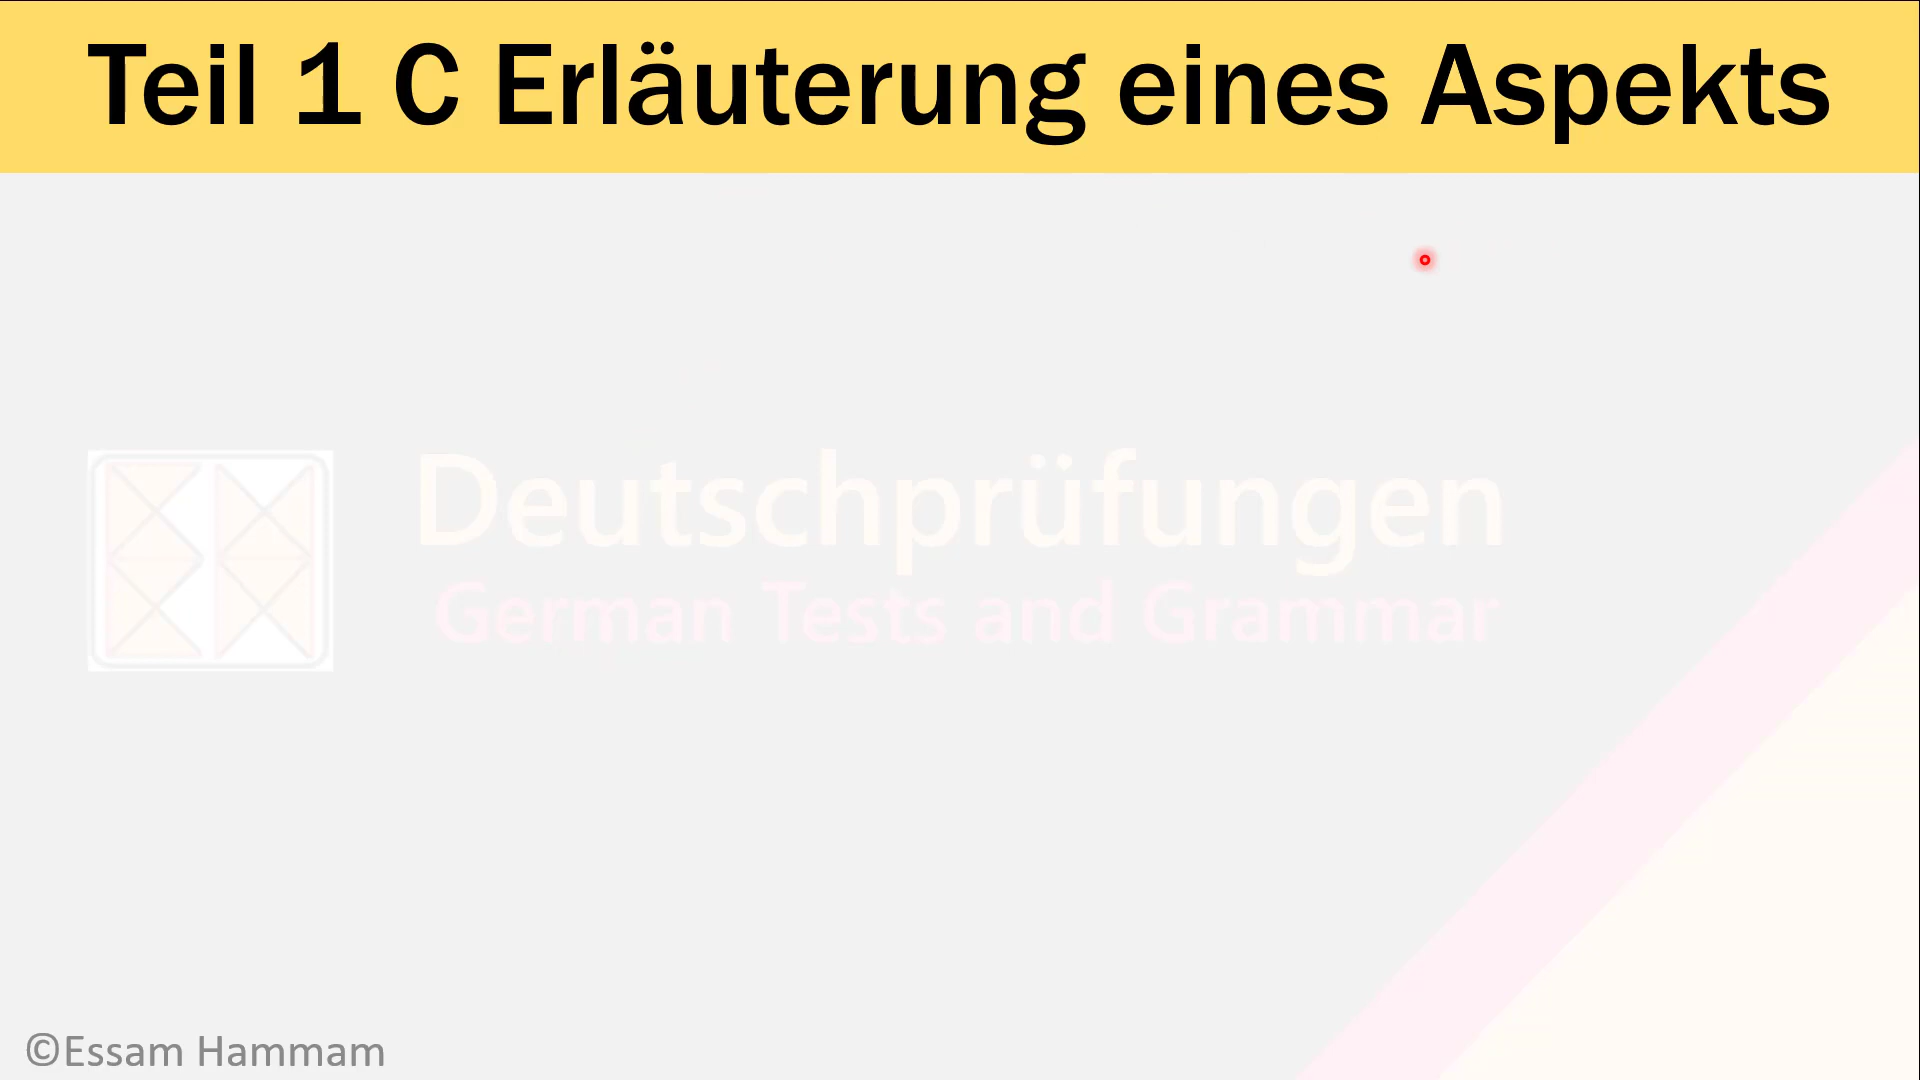 Teil 1 C Erläuterung eines Aspekts
Deutschprüfungen
German Tests and Grammar
©Essam Hammam